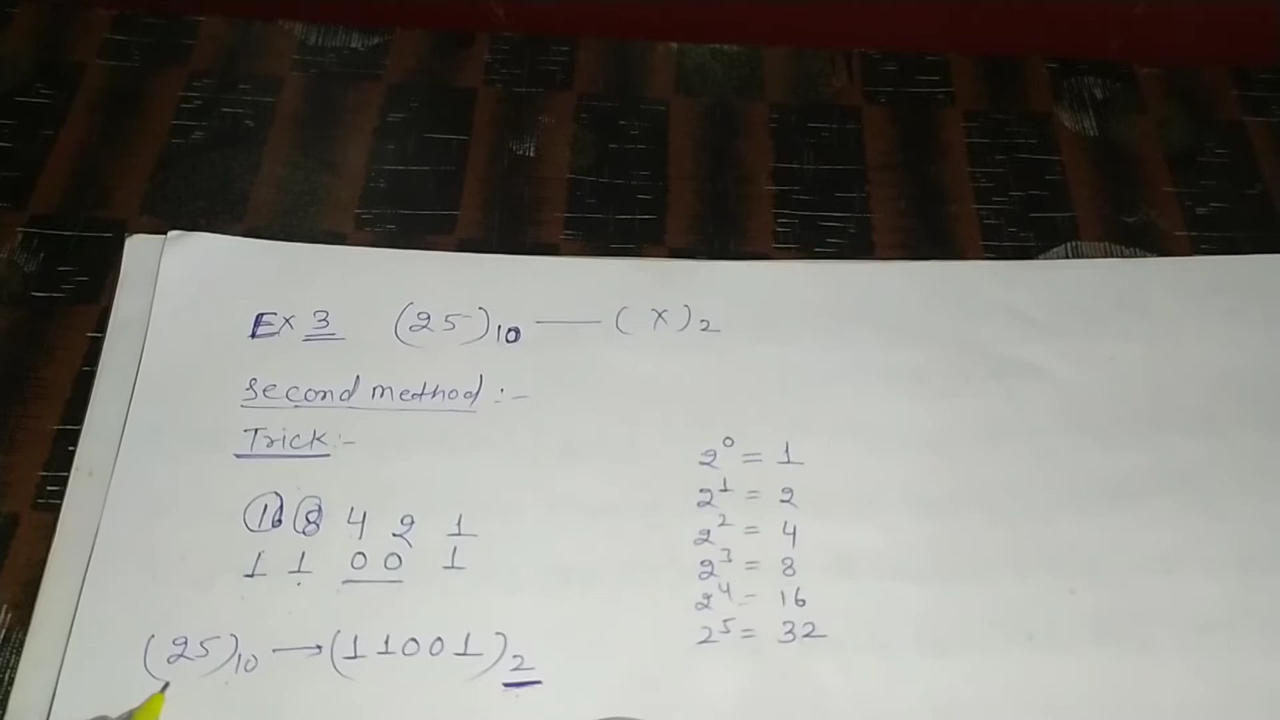 Ex 3 (25)10 — (x)2
Second method :-
Trick :-
16 8 4 2 1
1 1 0 0 1
(25)10 → (11001)2
2⁰ = 1
2¹ = 2
2² = 4
2³ = 8
2⁴ = 16
2⁵ = 32